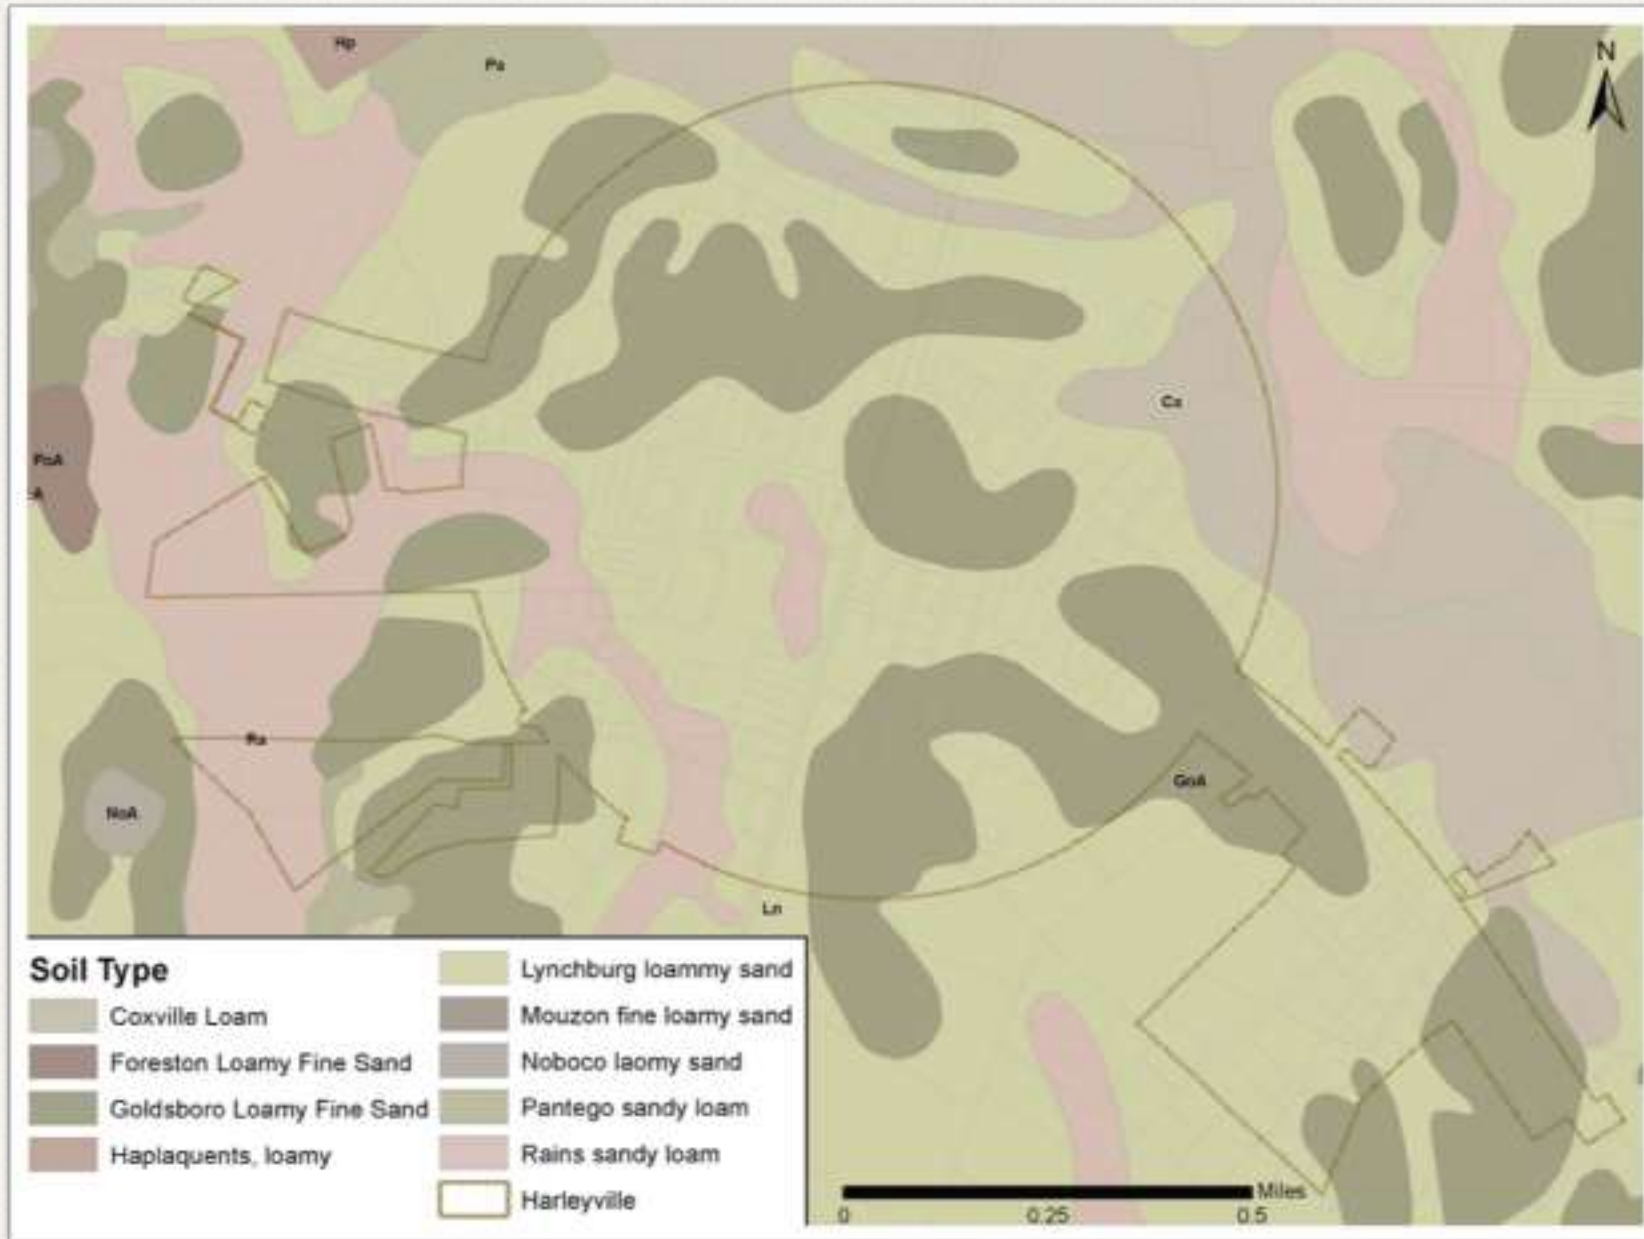 Hp
Pa
N
Cx
FoA
Ra
GoA
NoA
Ln
Soil Type
Coxville Loam
Foreston Loamy Fine Sand
Goldsboro Loamy Fine Sand
Haplaquents, loamy
Lynchburg loammy sand
Mouzon fine loamy sand
Noboco laomy sand
Pantego sandy loam
Rains sandy loam
Harleyville
Miles
0 0.25 0.5